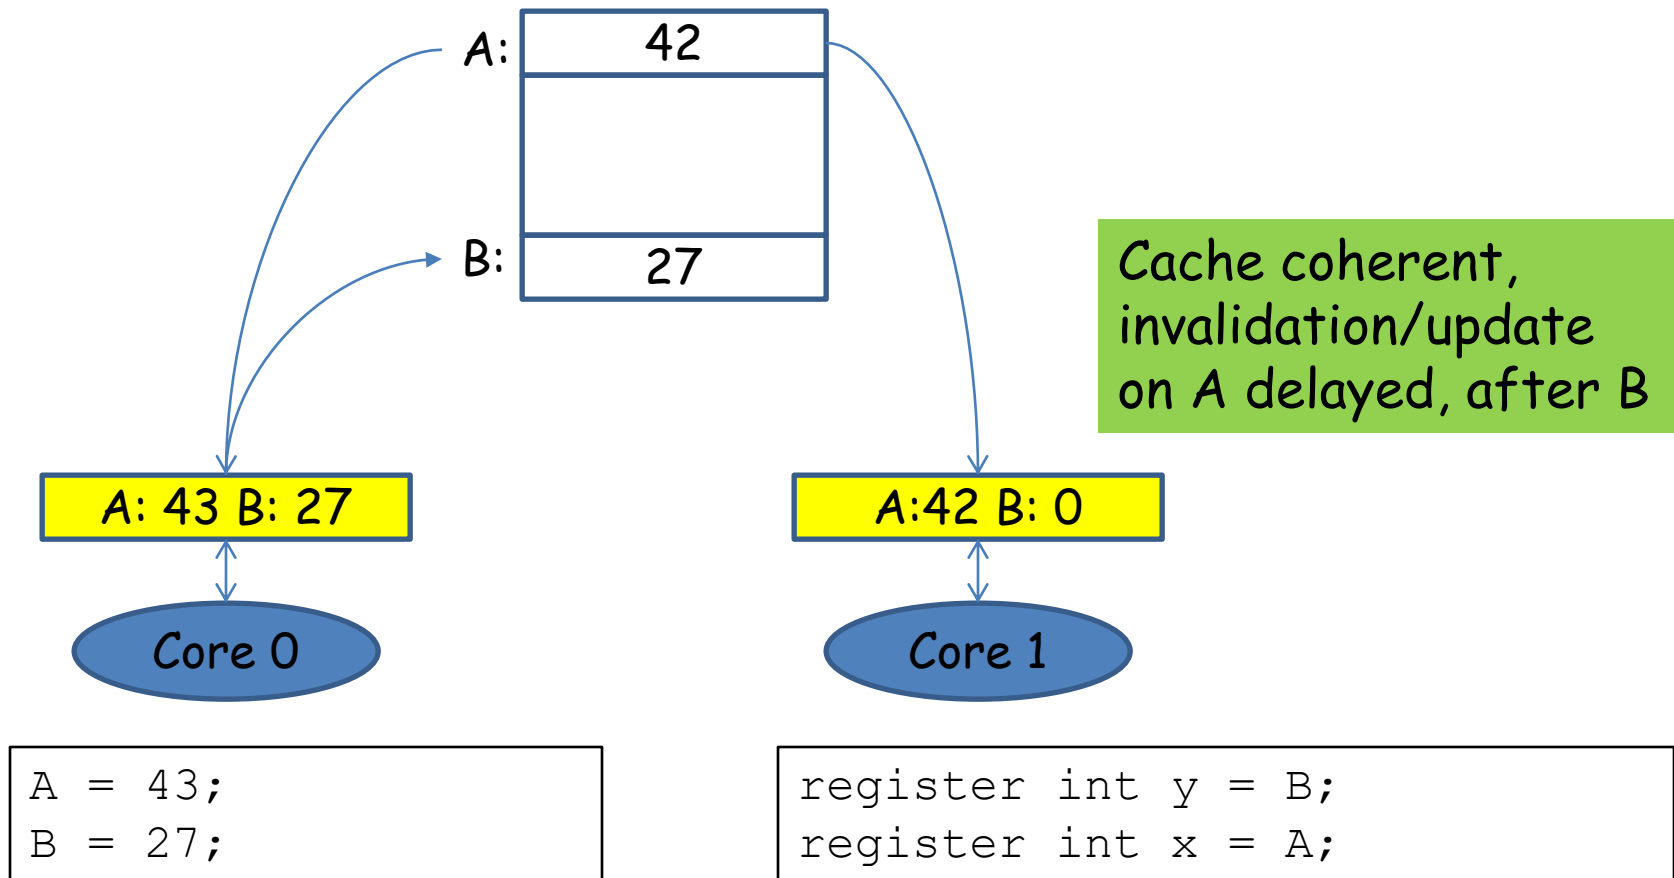 A: 42
B: 27
Cache coherent,
invalidation/update
on A delayed, after B
A: 43 B: 27
A:42 B: 0
Core 0
Core 1
A = 43;
B = 27;
register int y = B;
register int x = A;